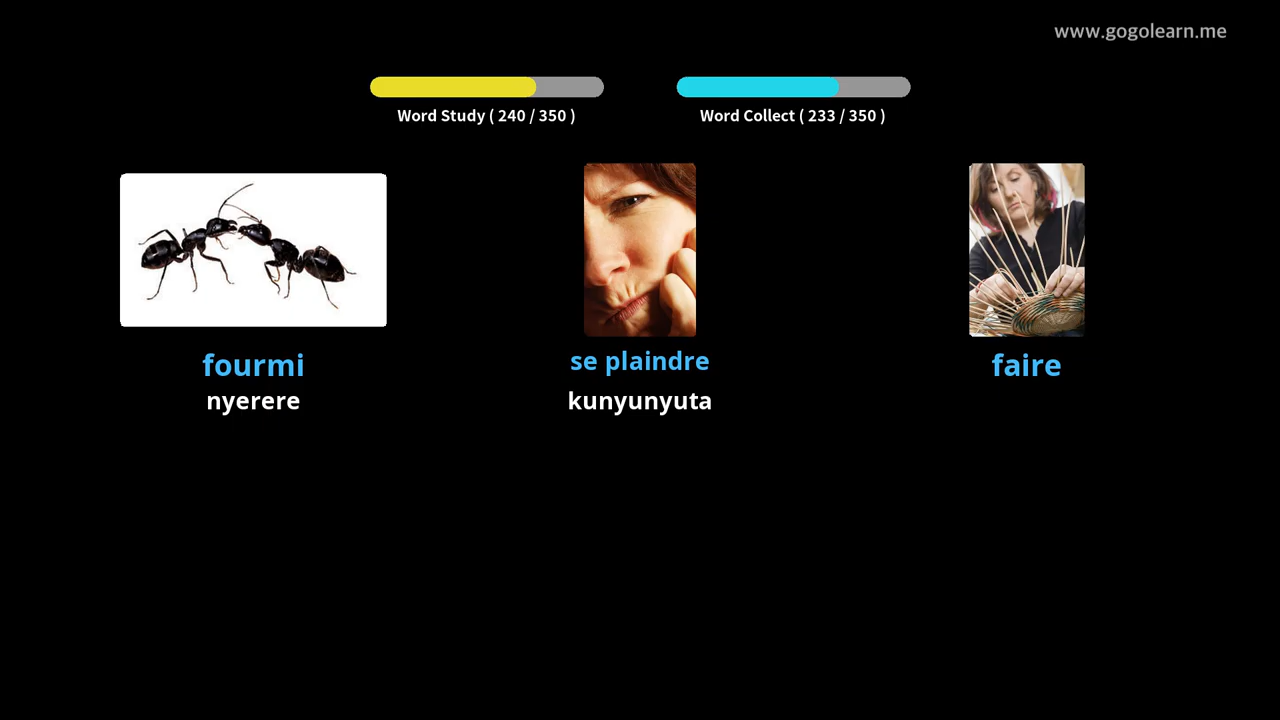 www.gogolearn.me
Word Study ( 240 / 350 )
Word Collect ( 233 / 350 )
fourmi
nyerere
se plaindre
kunyunyuta
faire